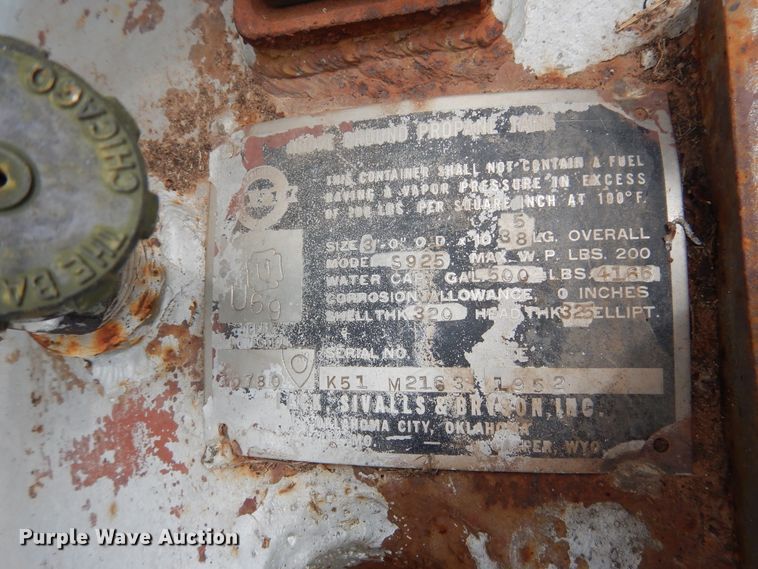 CHICAGO
THE BA
GROUND PROPANE TANK
THIS CONTAINER SHALL NOT CONTAIN A FUEL
HAVING A VAPOR PRESSURE IN EXCESS
OF 200 LBS. PER SQUARE INCH AT 100°F.
SIZE 3'-0" O.D. x 38 LG. OVERALL
MODEL S925 MAX. W.P. LBS. 200
WATER CAP. GAL 500 LBS. 4166
CORROSION ALLOWANCE 0 INCHES
SHELL THK 320 HEAD THK 325 ELLIPT.
U
U69
SERIAL NO.
K51 M2163 1952
SIVALLS & BRYSON, INC.
OKLAHOMA CITY, OKLAHOMA
WYO
Purple Wave Auction